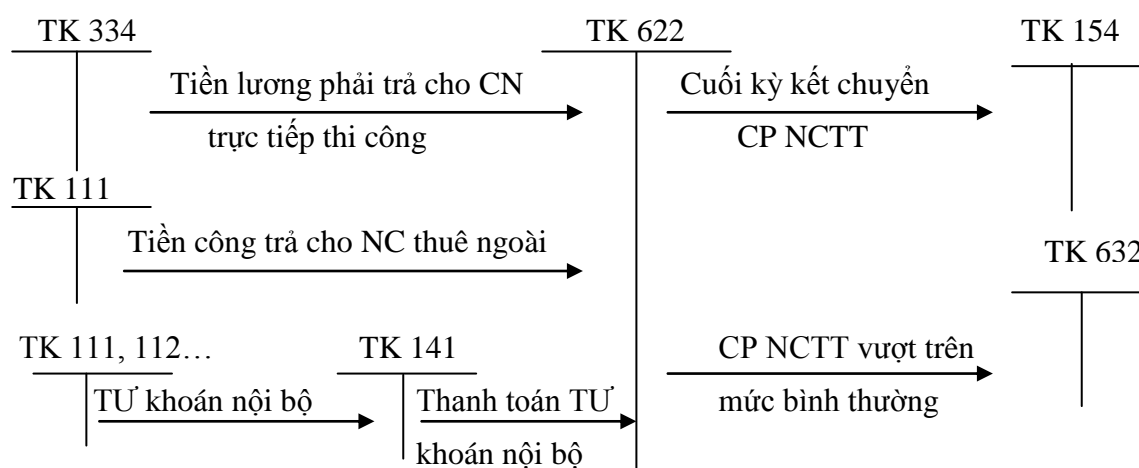 TK 334
TK 622
TK 154
Tiền lương phải trả cho CN
trực tiếp thi công
Cuối kỳ kết chuyển
CP NCTT
TK 111
Tiền công trả cho NC thuê ngoài
TK 632
TK 111, 112…
TK 141
CP NCTT vượt trên
mức bình thường
TƯ khoán nội bộ
Thanh toán TƯ
khoán nội bộ